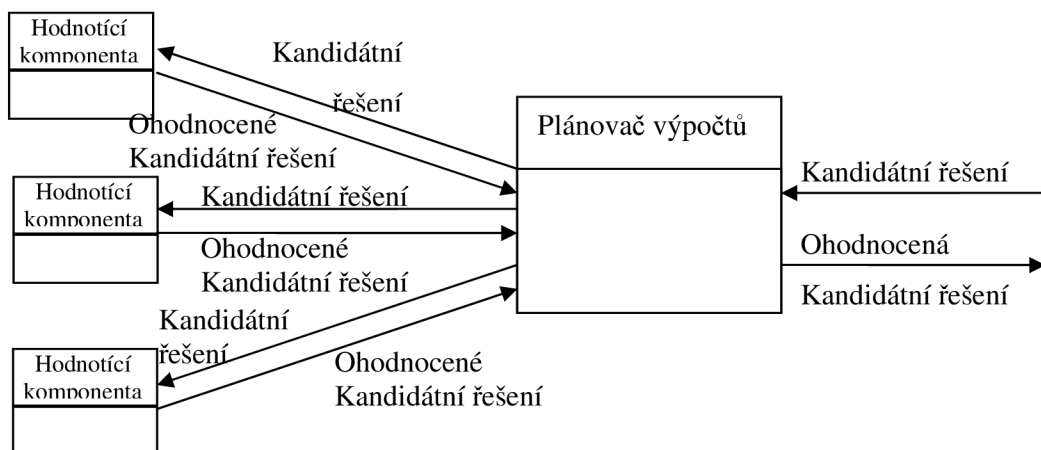 Hodnotící
komponenta
Kandidátní
řešení
Ohodnocené
Kandidátní řešení
Plánovač výpočtů
Kandidátní řešení
Ohodnocená
Kandidátní řešení
Hodnotící
komponenta
Kandidátní řešení
Ohodnocené
Kandidátní řešení
Kandidátní
řešení
Hodnotící
komponenta
Ohodnocené
Kandidátní řešení